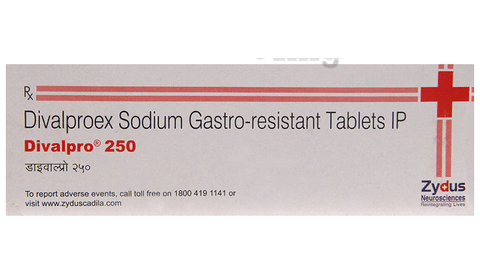 Rx
Divalproex Sodium Gastro-resistant Tablets IP
Divalpro® 250
डाइवाल्प्रो २५०
To report adverse events, call toll free on 1800 419 1141 or
visit www.zyduscadila.com
Zydus
Neurosciences
Reintegrating Lives